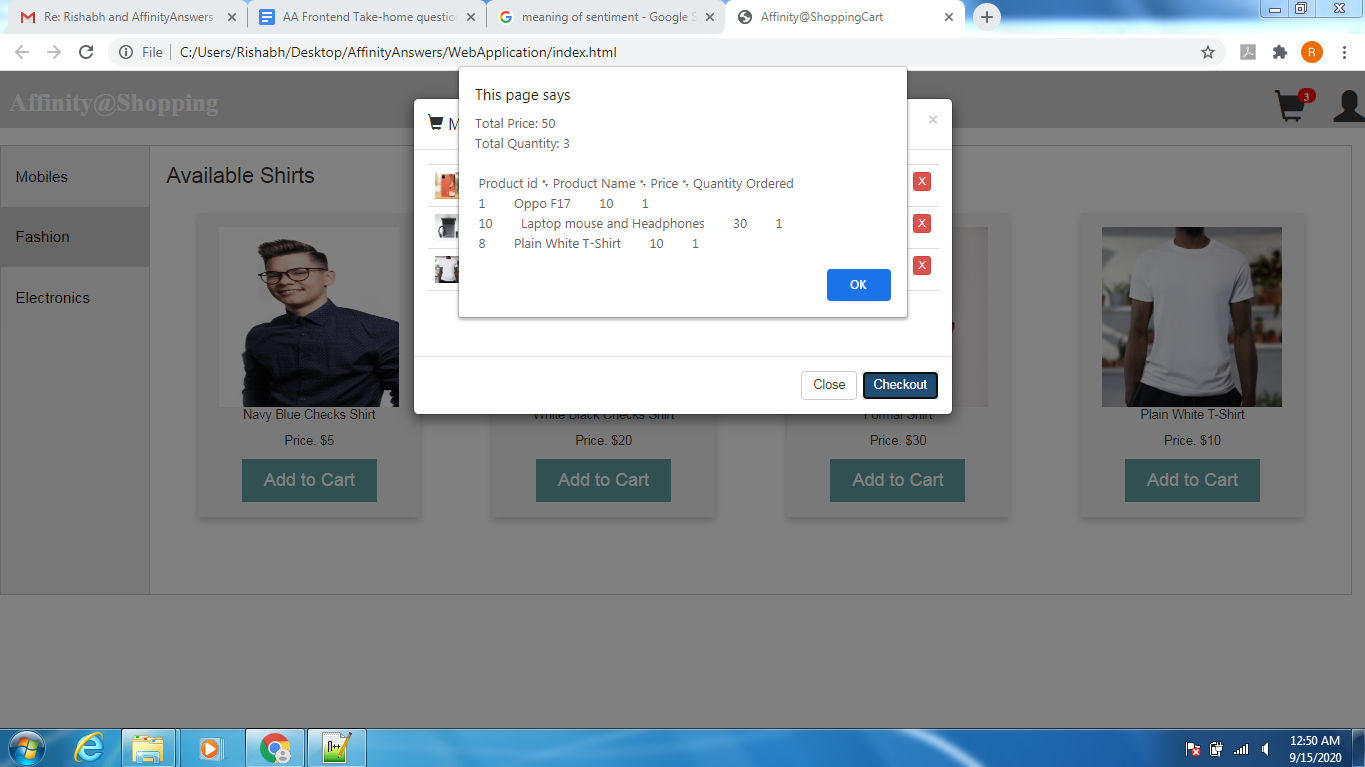 Re: Rishabh and AffinityAnswers
AA Frontend Take-home questio
meaning of sentiment - Google S
Affinity@ShoppingCart
File
C:/Users/Rishabh/Desktop/AffinityAnswers/WebApplication/index.html
R
Affinity@Shopping
3
M
×
This page says
Total Price: 50
Total Quantity: 3
Product id Product Name Price Quantity Ordered
1 Oppo F17 10 1
10 Laptop mouse and Headphones 30 1
8 Plain White T-Shirt 10 1
OK
X
X
X
Close
Checkout
Mobiles
Fashion
Electronics
Available Shirts
Navy Blue Checks Shirt
Price. $5
Add to Cart
White Black Checks Shirt
Price. $20
Add to Cart
Formal Shirt
Price. $30
Add to Cart
Plain White T-Shirt
Price. $10
Add to Cart
12:50 AM
9/15/2020